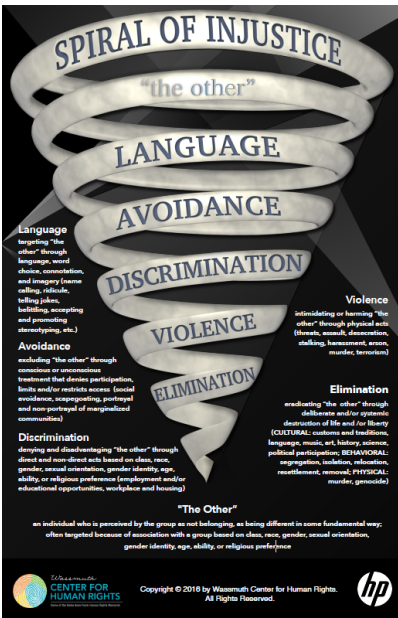 SPIRAL OF INJUSTICE
"the other"
LANGUAGE
AVOIDANCE
DISCRIMINATION
VIOLENCE
ELIMINATION
Language
targeting "the
other" through
language, word
choice, connotation,
and imagery (name
calling, ridicule,
telling jokes,
belittling, accepting
and promoting
stereotyping, etc.)
Avoidance
excluding "the other" through
conscious or unconscious
treatment that denies participation,
limits and/or restricts access (social
avoidance, scapegoating, portrayal
and non-portrayal of marginalized
communities)
Discrimination
denying and disadvantaging "the other" through
direct and non-direct acts based on class, race,
gender, sexual orientation, gender identity, age,
ability, or religious preference (employment and/or
educational opportunities, workplace and housing)
Violence
intimidating or harming "the
other" through physical acts
(threats, assault, desecration,
stalking, harassment, arson,
murder, terrorism)
Elimination
eradicating "the other" through
deliberate and/or systemic
destruction of life and /or liberty
(CULTURAL: customs and traditions,
language, music, art, history, science,
political participation; BEHAVIORAL:
segregation, isolation, relocation,
resettlement, removal; PHYSICAL:
murder, genocide)
"The Other"
an individual who is perceived by the group as not belonging, as being different in some fundamental way;
often targeted because of association with a group based on class, race, gender, sexual orientation,
gender identity, age, ability, or religious preference
Wassmuth
CENTER FOR
HUMAN RIGHTS
Copyright © 2016 by Wassmuth Center for Human Rights.
All Rights Reserved.
hp